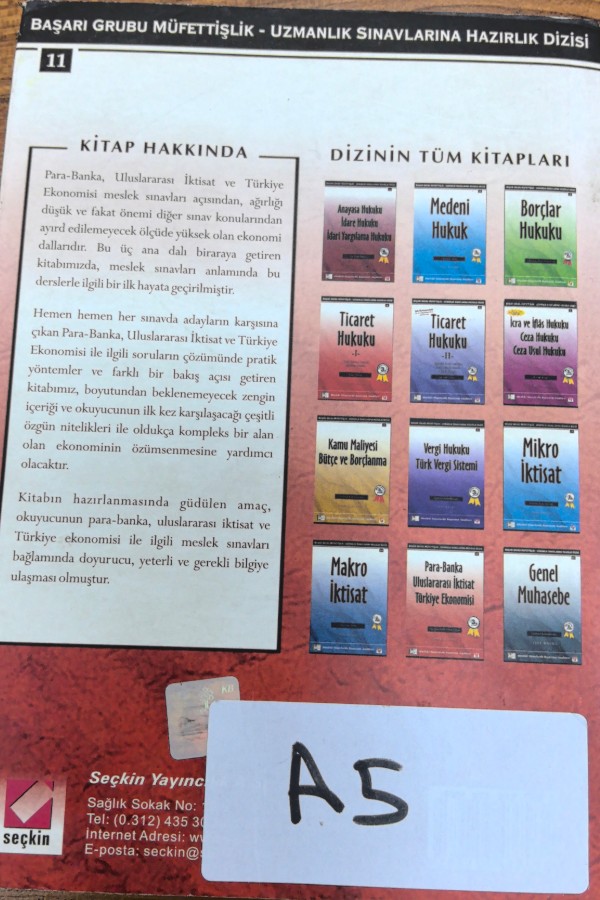 BAŞARI GRUBU MÜFETTİŞLİK - UZMANLIK SINAVLARINA HAZIRLIK DİZİSİ
11
KİTAP HAKKINDA
Para-Banka, Uluslararası İktisat ve Türkiye
Ekonomisi meslek sınavları açısından, ağırlığı
düşük ve fakat önemi diğer sınav konularından
ayırd edilemeyecek ölçüde yüksek olan ekonomi
dallarıdır. Bu üç ana dalı biraraya getiren
kitabımızda, meslek sınavları anlamında bu
derslerle ilgili bir ilk hayata geçirilmiştir.
Hemen hemen her sınavda adayların karşısına
çıkan Para-Banka, Uluslararası İktisat ve Türkiye
Ekonomisi ile ilgili soruların çözümünde pratik
yöntemler ve farklı bir bakış açısı getiren
kitabımız, boyutundan beklenemeyecek zengin
içeriği ve okuyucunun ilk kez karşılaşacağı çeşitli
özgün nitelikleri ile oldukça kompleks bir alan
olan ekonominin özümsenmesine yardımcı
olacaktır.
Kitabın hazırlanmasında güdülen amaç,
okuyucunun para-banka, uluslararası iktisat ve
Türkiye ekonomisi ile ilgili meslek sınavları
bağlamında doyurucu, yeterli ve gerekli bilgiye
ulaşması olmuştur.
DİZİNİN TÜM KİTAPLARI
Anayasa Hukuku
İdare Hukuku
İdari Yargılama Hukuku
Medeni
Hukuk
Borçlar
Hukuku
Ticaret
Hukuku
-I-
Ticaret
Hukuku
-II-
İcra ve İflâs Hukuku
Ceza Hukuku
Ceza Usul Hukuku
Kamu Maliyesi
Bütçe ve Borçlanma
Vergi Hukuku
Türk Vergi Sistemi
Mikro
İktisat
Makro
İktisat
Para-Banka
Uluslararası İktisat
Türkiye Ekonomisi
Genel
Muhasebe
seçkin
Seçkin Yayınc
Sağlık Sokak No:
Tel: (0.312) 435 30
Internet Adresi: w
E-posta: seckin@s
A5